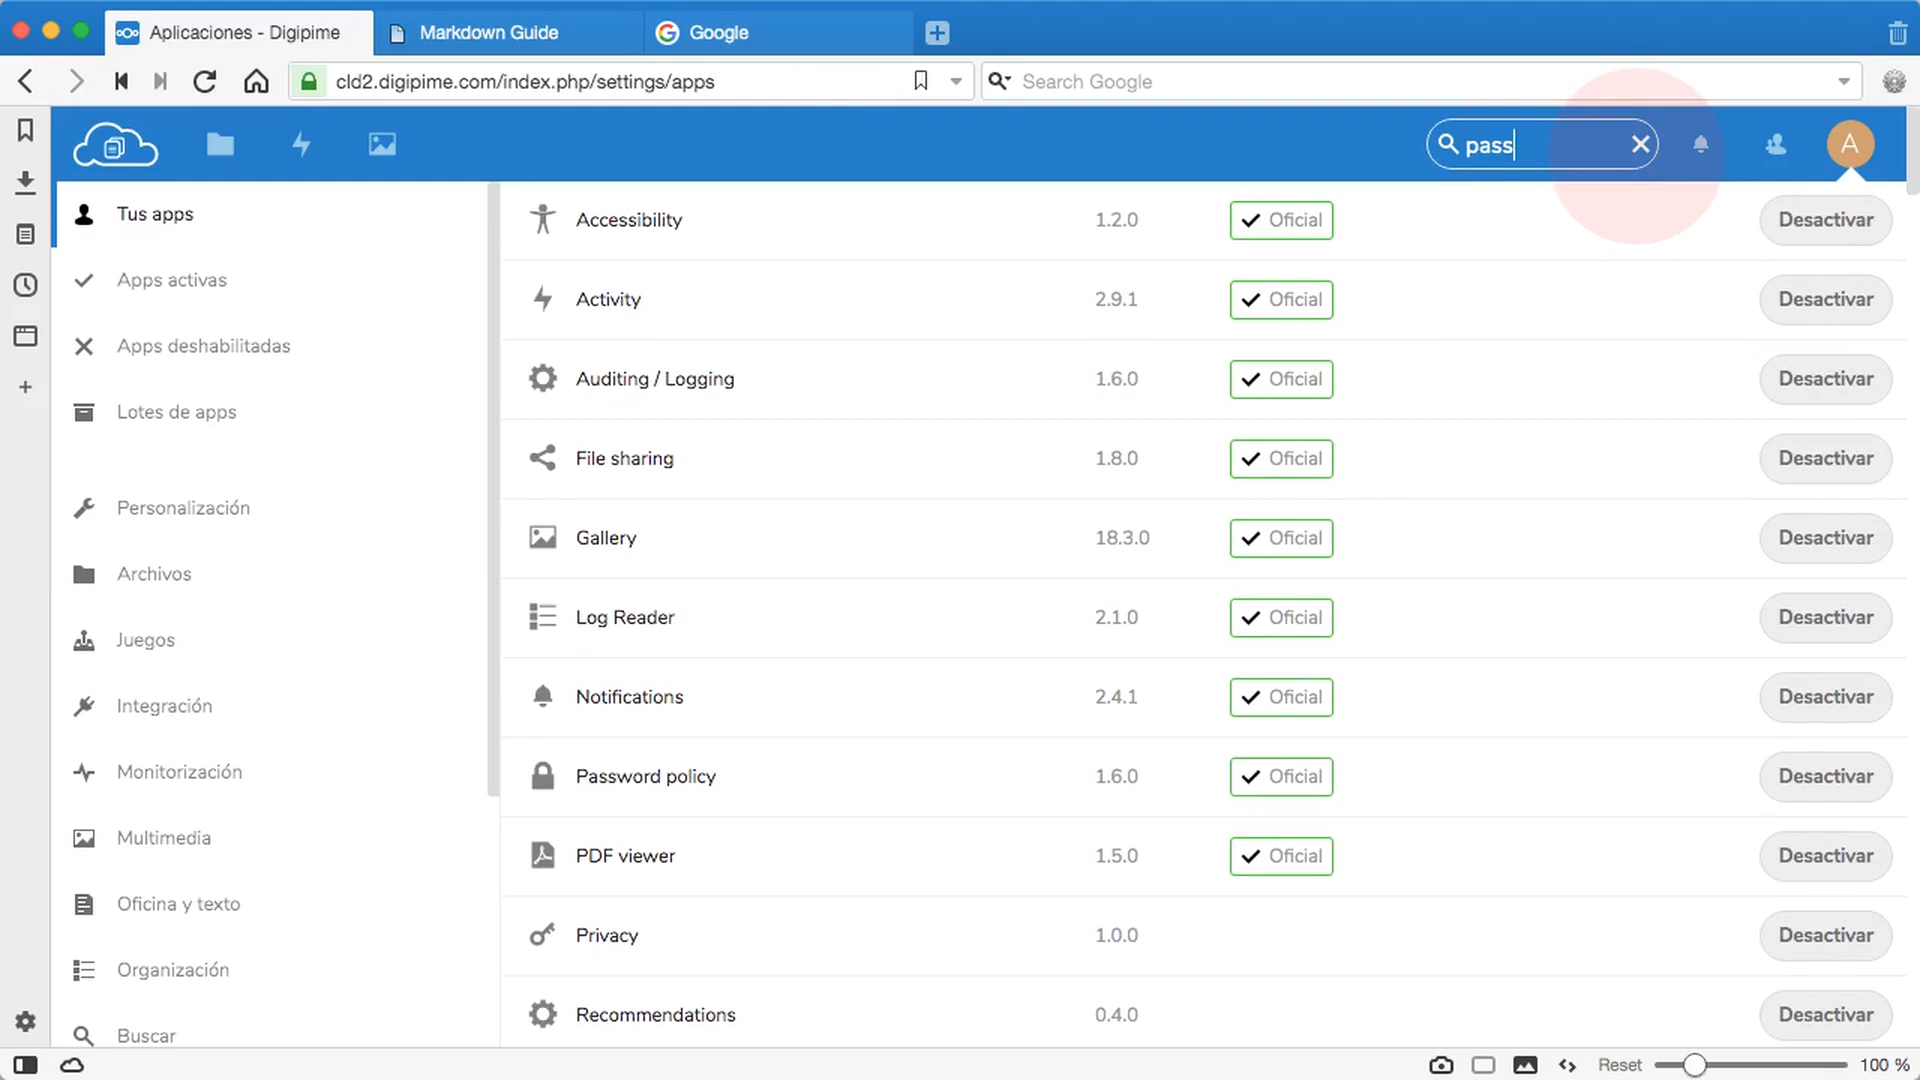 Aplicaciones - Digipime
Markdown Guide
Google
cld2.digipime.com/index.php/settings/apps
Search Google
pass
A
Tus apps
Apps activas
Apps deshabilitadas
Lotes de apps
Personalización
Archivos
Juegos
Integración
Monitorización
Multimedia
Oficina y texto
Organización
Buscar
Accessibility 1.2.0 Oficial Desactivar
Activity 2.9.1 Oficial Desactivar
Auditing / Logging 1.6.0 Oficial Desactivar
File sharing 1.8.0 Oficial Desactivar
Gallery 18.3.0 Oficial Desactivar
Log Reader 2.1.0 Oficial Desactivar
Notifications 2.4.1 Oficial Desactivar
Password policy 1.6.0 Oficial Desactivar
PDF viewer 1.5.0 Oficial Desactivar
Privacy 1.0.0 Desactivar
Recommendations 0.4.0 Desactivar
Reset 100 %